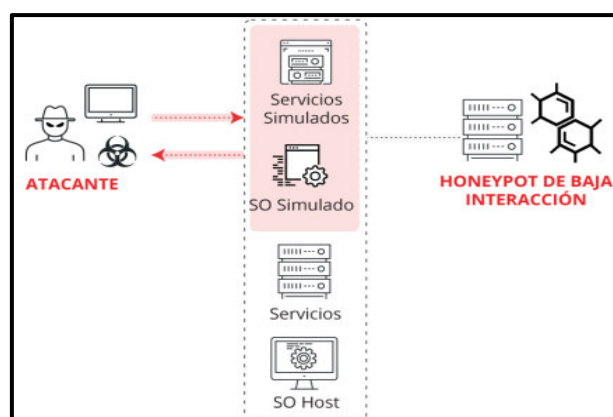 Servicios
Simulados
ATACANTE
SO Simulado
HONEYPOT DE BAJA
INTERACCIÓN
Servicios
SO Host